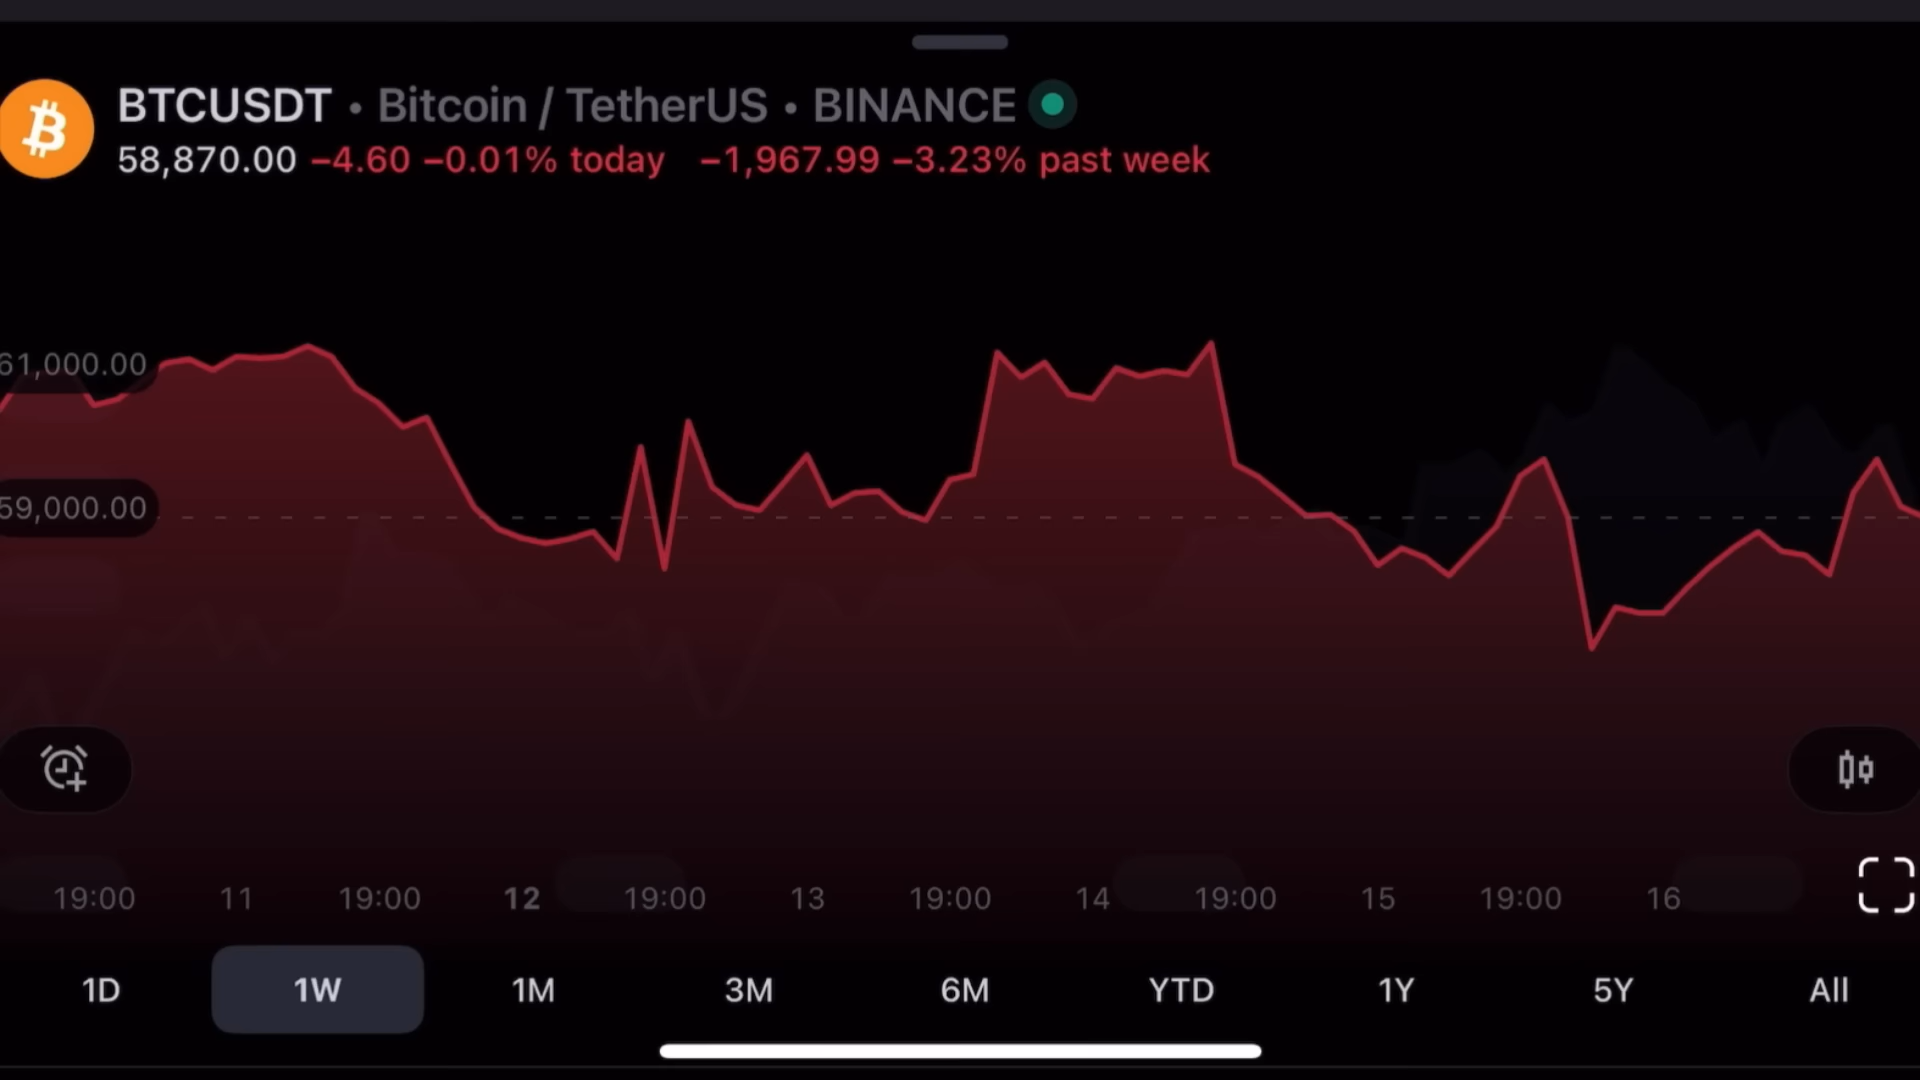 BTCUSDT • Bitcoin / TetherUS • BINANCE
58,870.00 −4.60 −0.01% today −1,967.99 −3.23% past week
61,000.00
59,000.00
19:00 11 19:00 12 19:00 13 19:00 14 19:00 15 19:00 16
1D 1W 1M 3M 6M YTD 1Y 5Y All